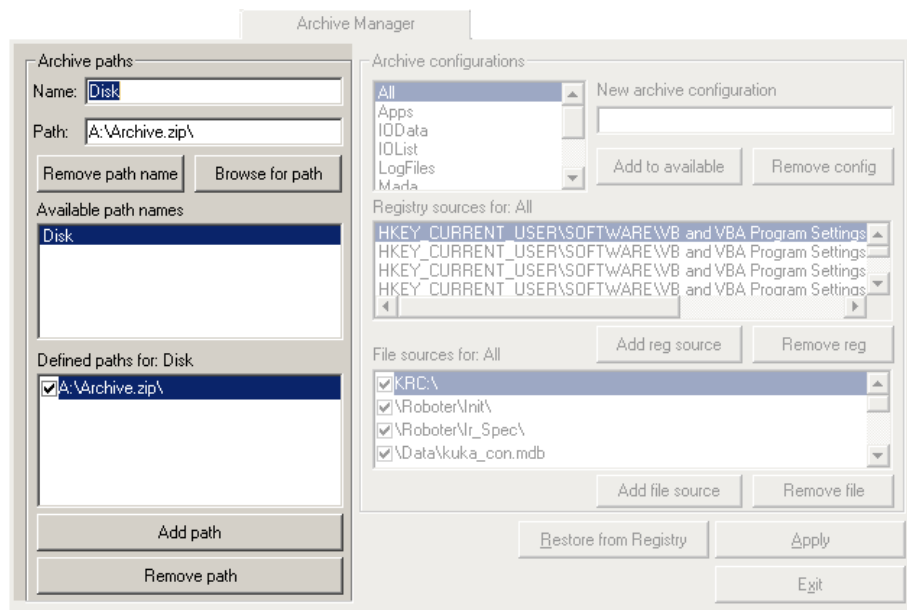 Archive Manager
Archive paths
Name: Disk
Path: A:\Archive.zip\
Remove path name
Browse for path
Available path names
Disk
Defined paths for: Disk
A:\Archive.zip\
Add path
Remove path
Archive configurations
All
Apps
IOData
IOList
LogFiles
Mada
New archive configuration
Add to available
Remove config
Registry sources for: All
HKEY_CURRENT_USER\SOFTWARE\VB and VBA Program Settings
HKEY_CURRENT_USER\SOFTWARE\VB and VBA Program Settings
HKEY_CURRENT_USER\SOFTWARE\VB and VBA Program Settings
HKEY_CURRENT_USER\SOFTWARE\VB and VBA Program Settings
Add reg source
Remove reg
File sources for: All
KRC:\
\Roboter\Init\
\Roboter\Ir_Spec\
\Data\kuka_con.mdb
Add file source
Remove file
Restore from Registry
Apply
Exit